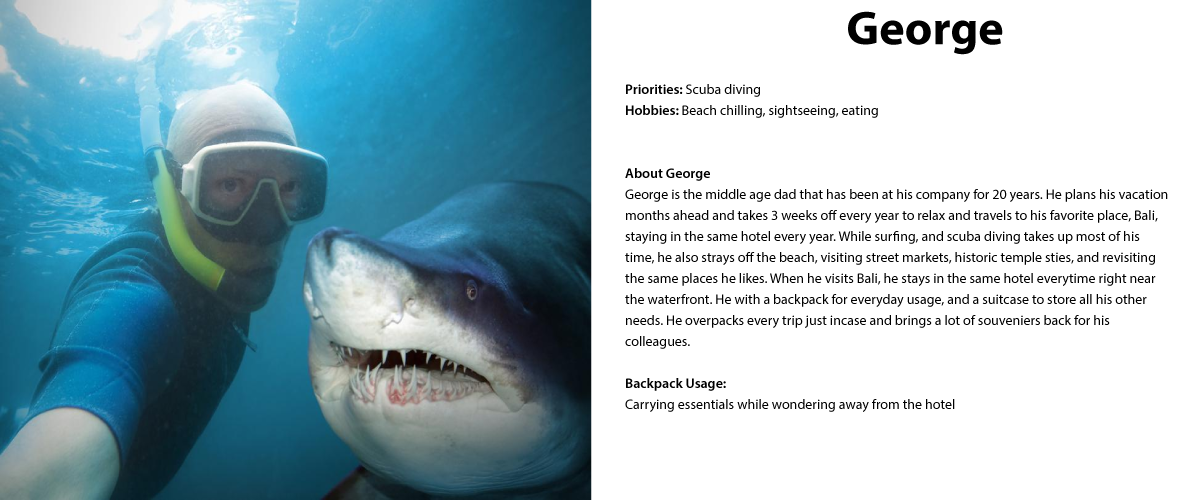 George
Priorities: Scuba diving
Hobbies: Beach chilling, sightseeing, eating
About George
George is the middle age dad that has been at his company for 20 years. He plans his vacation
months ahead and takes 3 weeks off every year to relax and travels to his favorite place, Bali,
staying in the same hotel every year. While surfing, and scuba diving takes up most of his
time, he also strays off the beach, visiting street markets, historic temple sties, and revisiting
the same places he likes. When he visits Bali, he stays in the same hotel everytime right near
the waterfront. He with a backpack for everyday usage, and a suitcase to store all his other
needs. He overpacks every trip just incase and brings a lot of souveniers back for his
colleagues.
Backpack Usage:
Carrying essentials while wondering away from the hotel